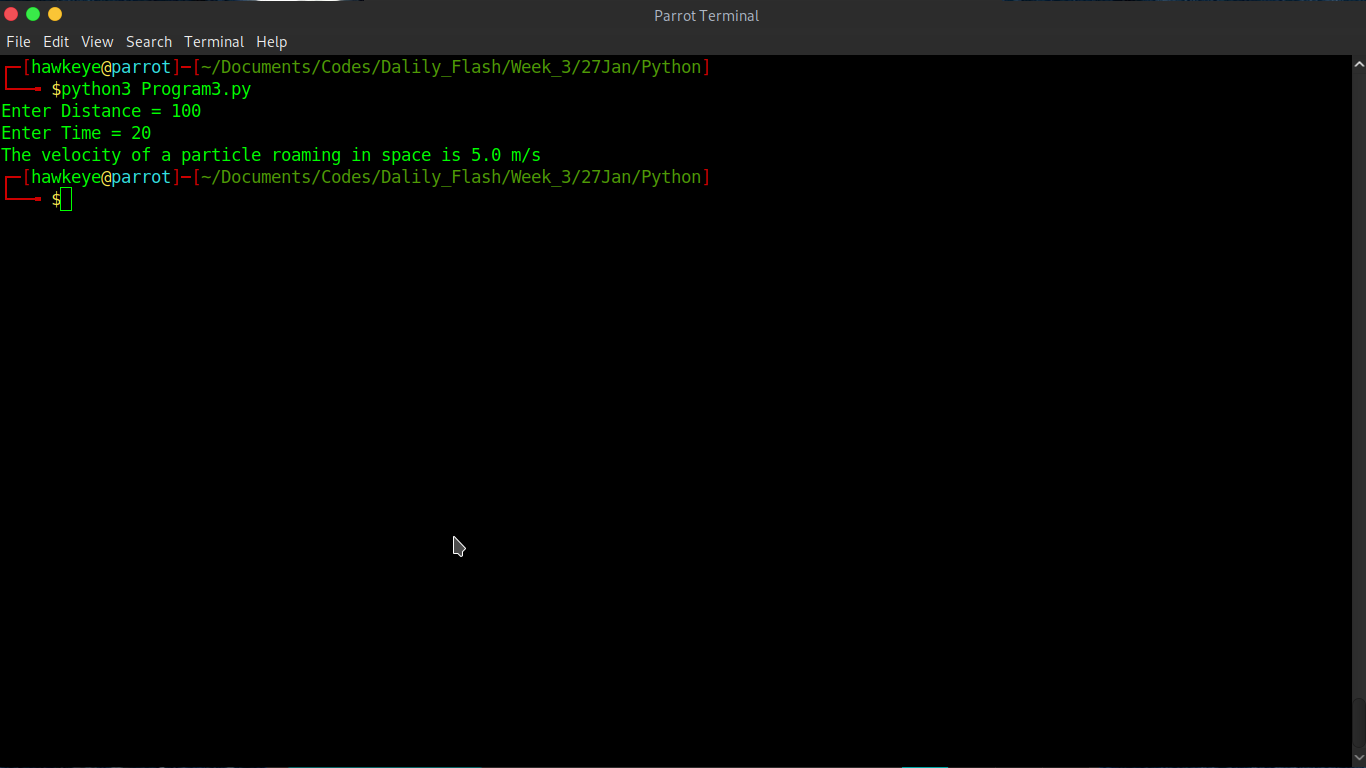 Parrot Terminal
File Edit View Search Terminal Help
┌─[hawkeye@parrot]─[~/Documents/Codes/Dalily_Flash/Week_3/27Jan/Python]
└──╼ $python3 Program3.py
Enter Distance = 100
Enter Time = 20
The velocity of a particle roaming in space is 5.0 m/s
┌─[hawkeye@parrot]─[~/Documents/Codes/Dalily_Flash/Week_3/27Jan/Python]
└──╼ $